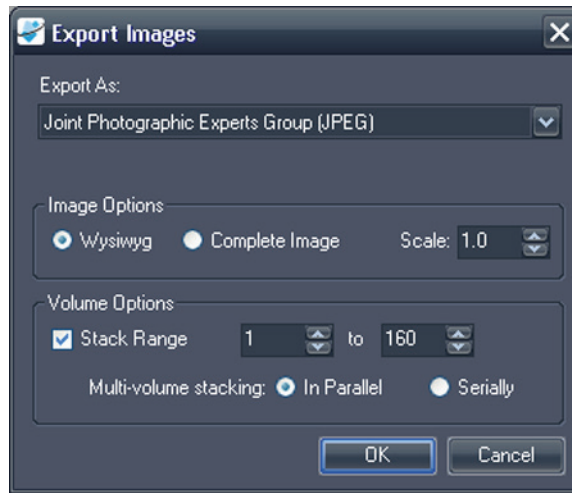 Export Images
Export As:
Joint Photographic Experts Group (JPEG)
Image Options
Wysiwyg Complete Image Scale: 1.0
Volume Options
Stack Range 1 to 160
Multi-volume stacking: In Parallel Serially
OK Cancel